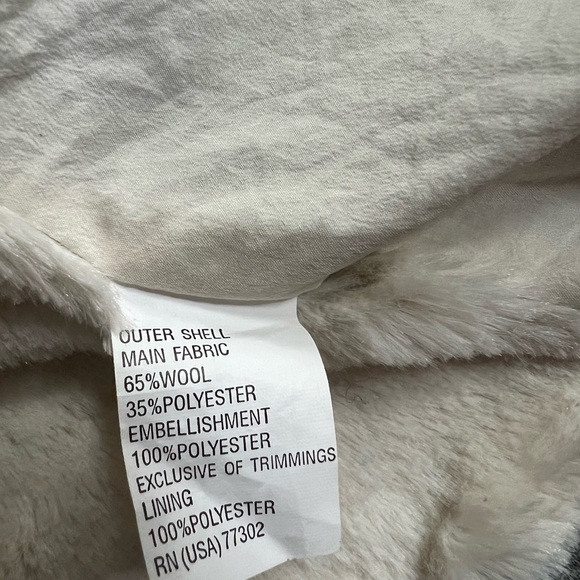 OUTER SHELL
MAIN FABRIC
65%WOOL
35%POLYESTER
EMBELLISHMENT
100%POLYESTER
EXCLUSIVE OF TRIMMINGS
LINING
100%POLYESTER
RN (USA) 77302